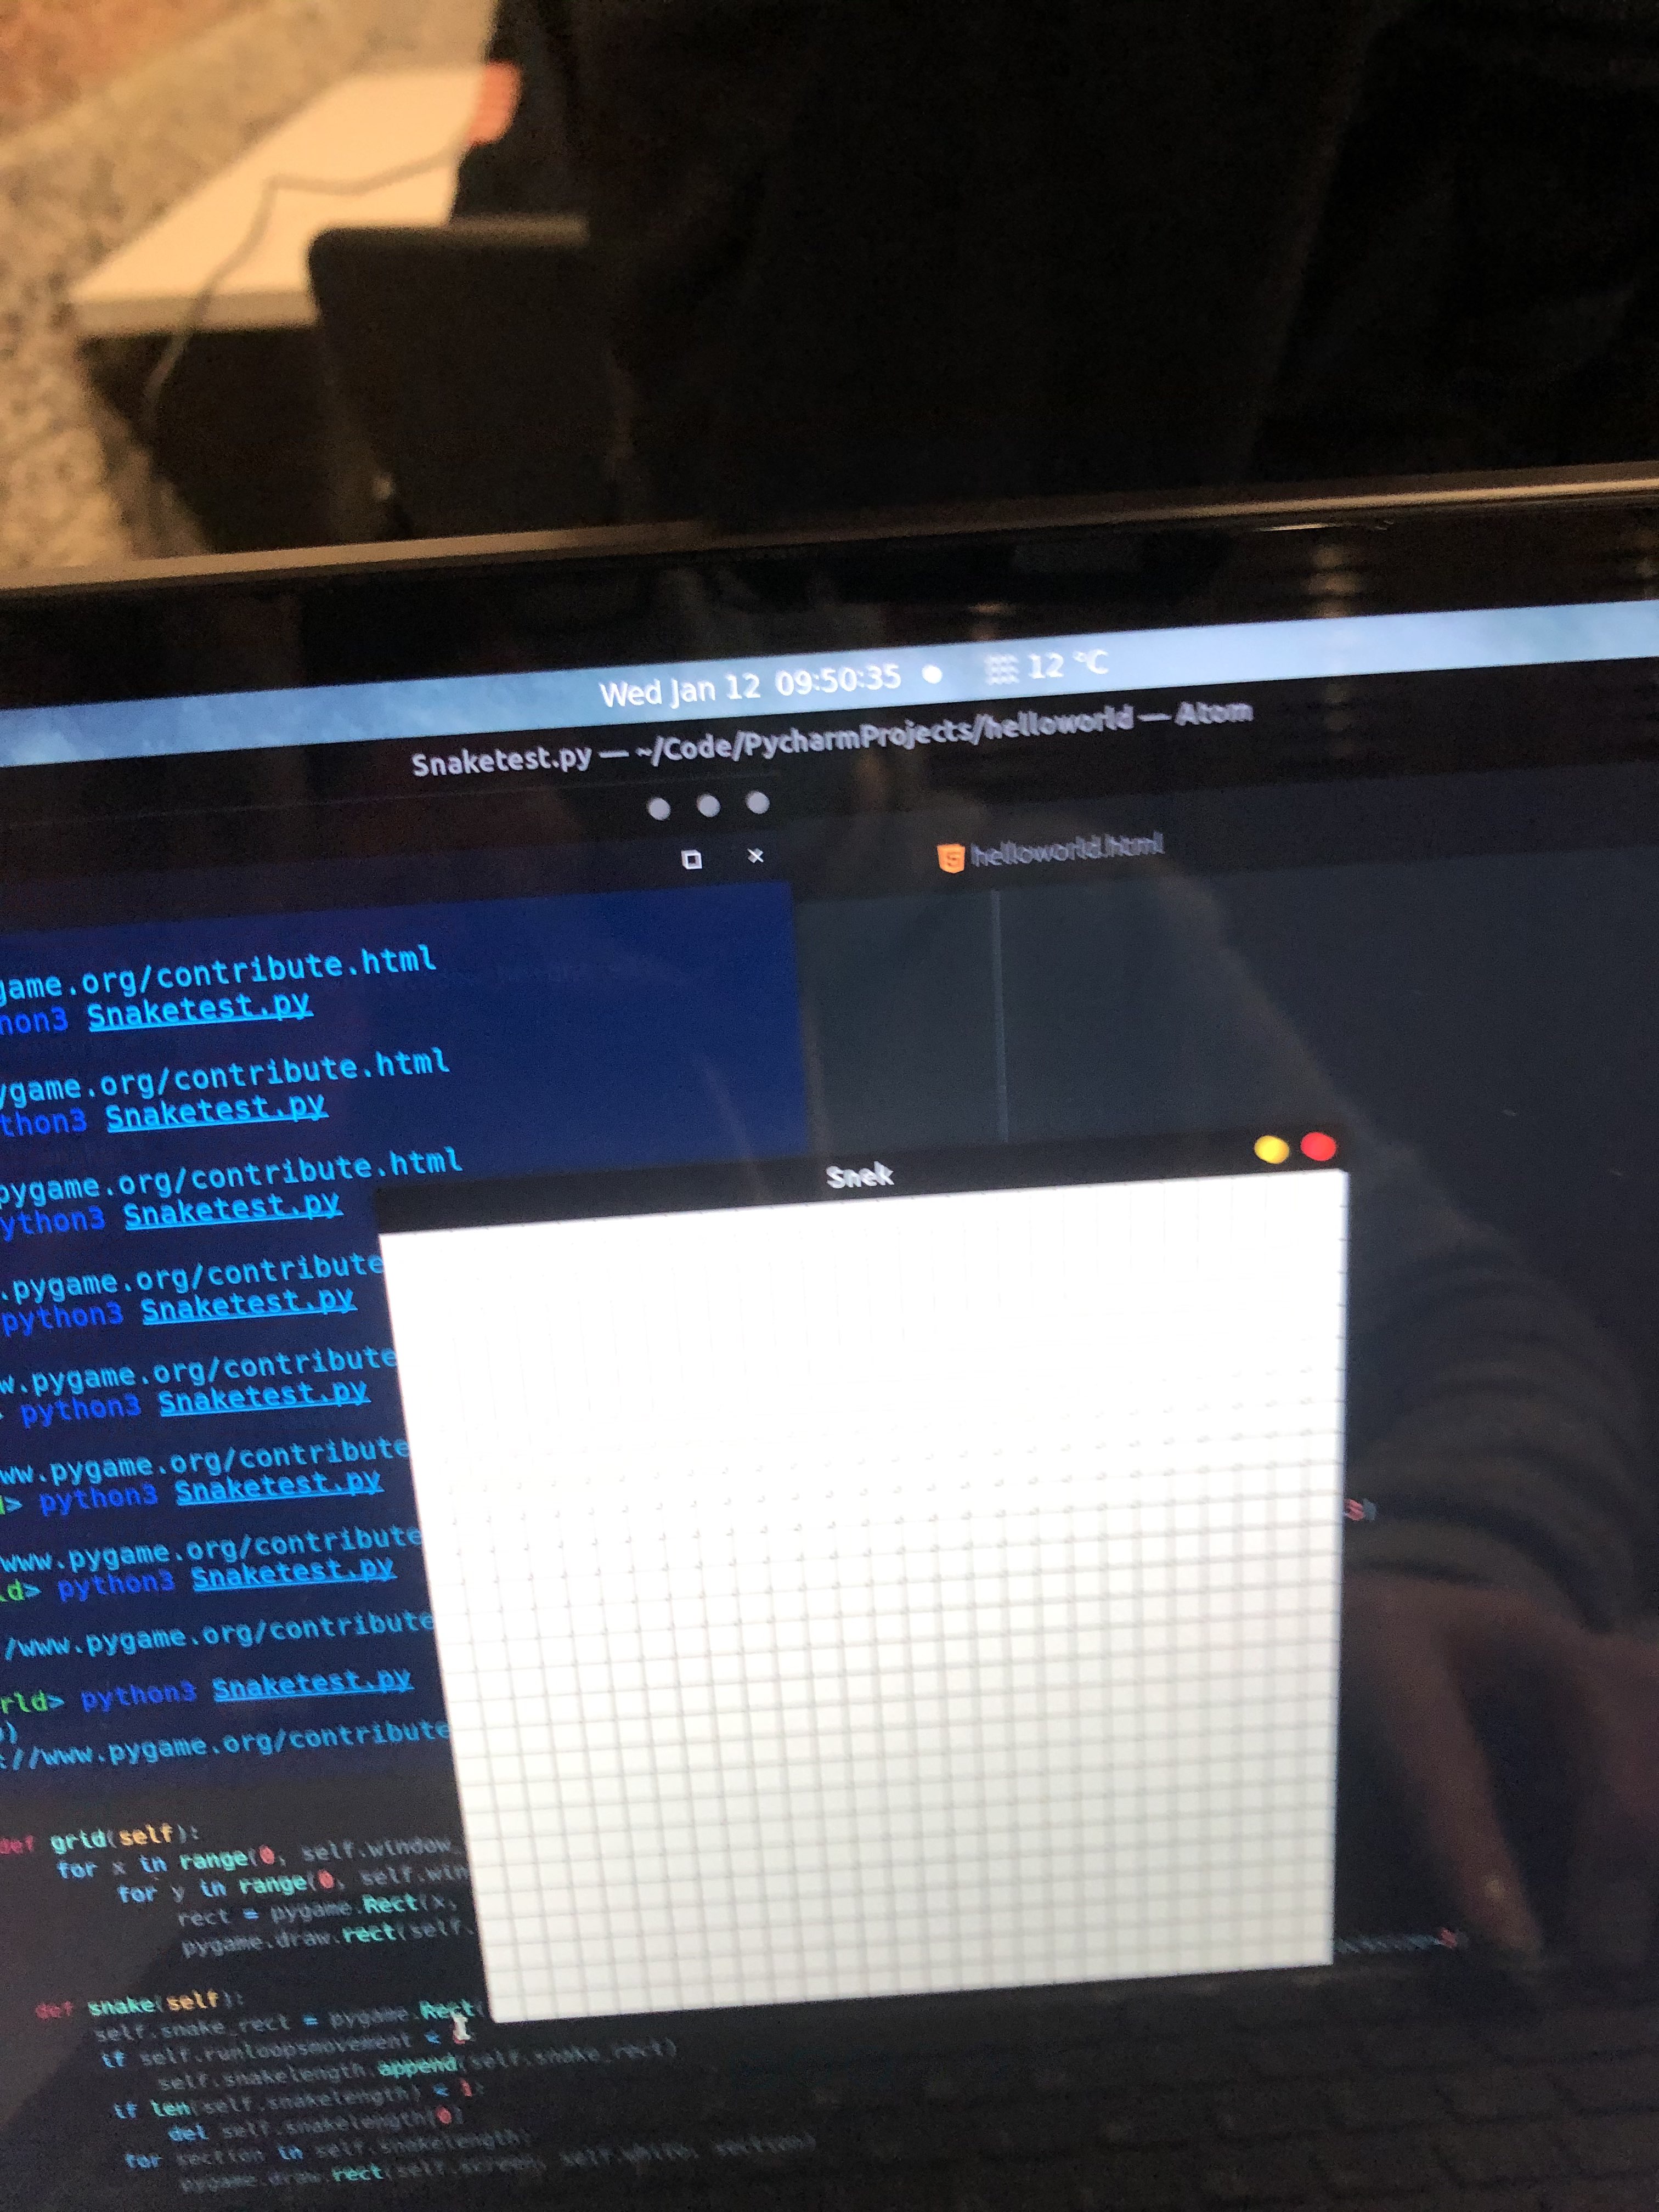 Wed Jan 12 09:50:35 12 °C
Snaketest.py — ~/Code/PycharmProjects/helloworld — Atom
helloworld.html
game.org/contribute.html
hon3 Snaketest.py
ygame.org/contribute.html
thon3 Snaketest.py
pygame.org/contribute.html
ython3 Snaketest.py
Snek
.pygame.org/contribute
python3 Snaketest.py
w.pygame.org/contribute
> python3 Snaketest.py
ww.pygame.org/contribute
> python3 Snaketest.py
www.pygame.org/contribute
ld> python3 Snaketest.py
/www.pygame.org/contribute
rld> python3 Snaketest.py
)
://www.pygame.org/contribute
def grid(self):
for x in range(0, self.window_
for y in range(0, self.win
rect = pygame.Rect(x,
pygame.draw.rect(self.
def snake(self):
self.snake_rect = pygame.Rect(
if self.runloopsmovement <
self.snakelength.append(self.snake_rect)
if len(self.snakelength) < 1:
del self.snakelength[0]
for section in self.snakelength:
pygame.draw.rect(self.screen, self.white, section)